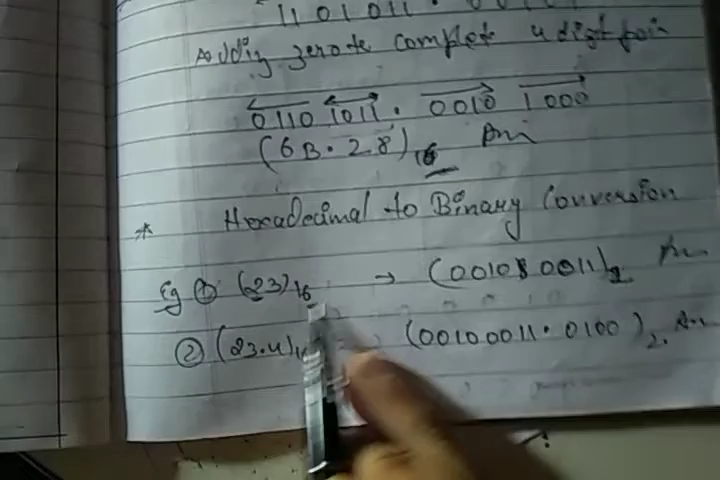 1101011.
Adding zero to complete 4 digit pair
0110 1011 . 0010 1000
(6B.28)16 Ans
* Hexadecimal to Binary Conversion
Eg ① (23)16 → (00100011)2 Ans
② (23.4)16 (00100011.0100)2. Ans